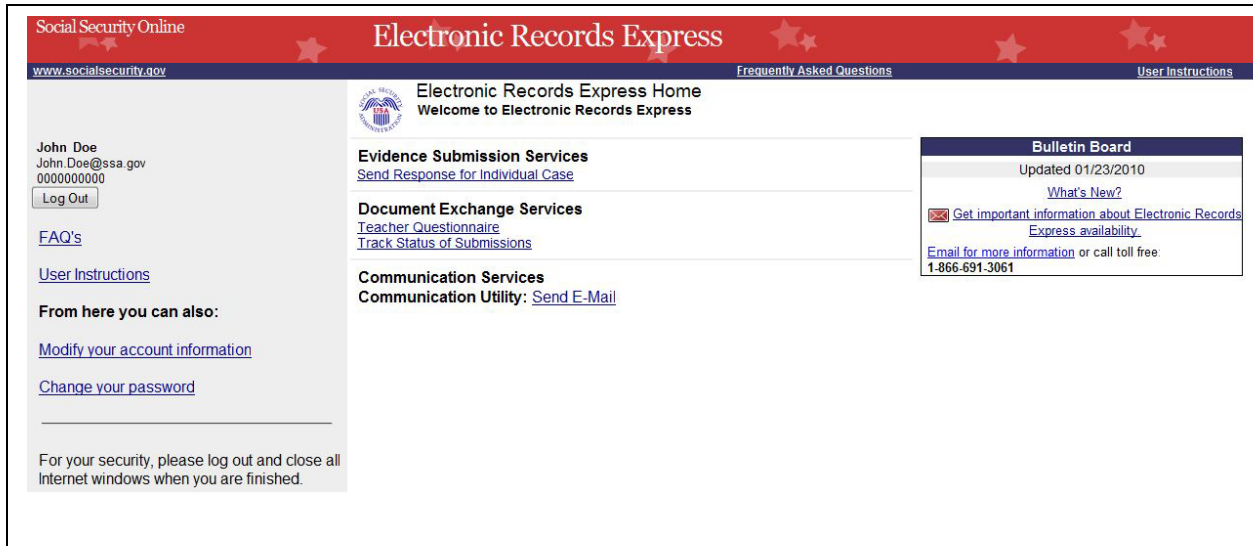 Social Security Online
Electronic Records Express
www.socialsecurity.gov
Frequently Asked Questions
User Instructions
Electronic Records Express Home
Welcome to Electronic Records Express
John Doe
John.Doe@ssa.gov
0000000000
Log Out
FAQ's
User Instructions
From here you can also:
Modify your account information
Change your password
For your security, please log out and close all
Internet windows when you are finished.
Evidence Submission Services
Send Response for Individual Case
Document Exchange Services
Teacher Questionnaire
Track Status of Submissions
Communication Services
Communication Utility: Send E-Mail
Bulletin Board
Updated 01/23/2010
What's New?
Get important information about Electronic Records
Express availability.
Email for more information or call toll free:
1-866-691-3061
SOCIAL SECURITY
USA
ADMINISTRATION